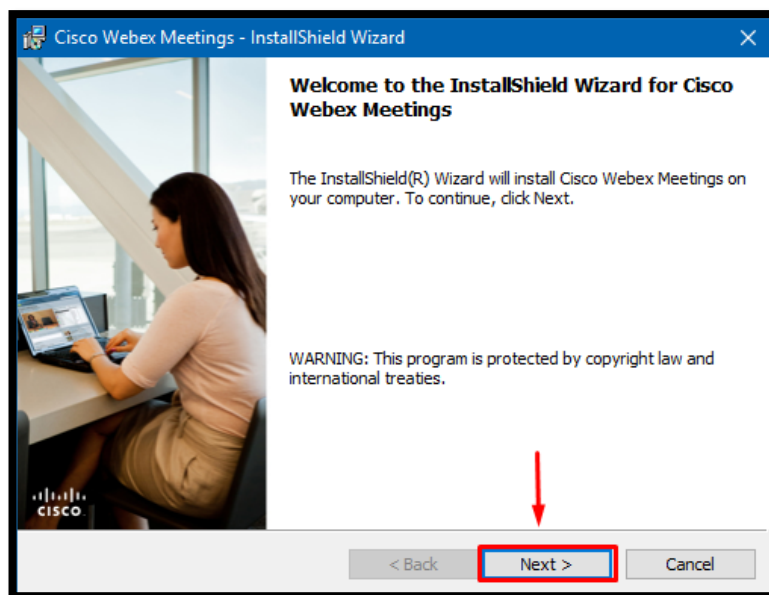 Cisco Webex Meetings - InstallShield Wizard
Welcome to the InstallShield Wizard for Cisco
Webex Meetings
The InstallShield(R) Wizard will install Cisco Webex Meetings on
your computer. To continue, click Next.
WARNING: This program is protected by copyright law and
international treaties.
CISCO
< Back
Next >
Cancel